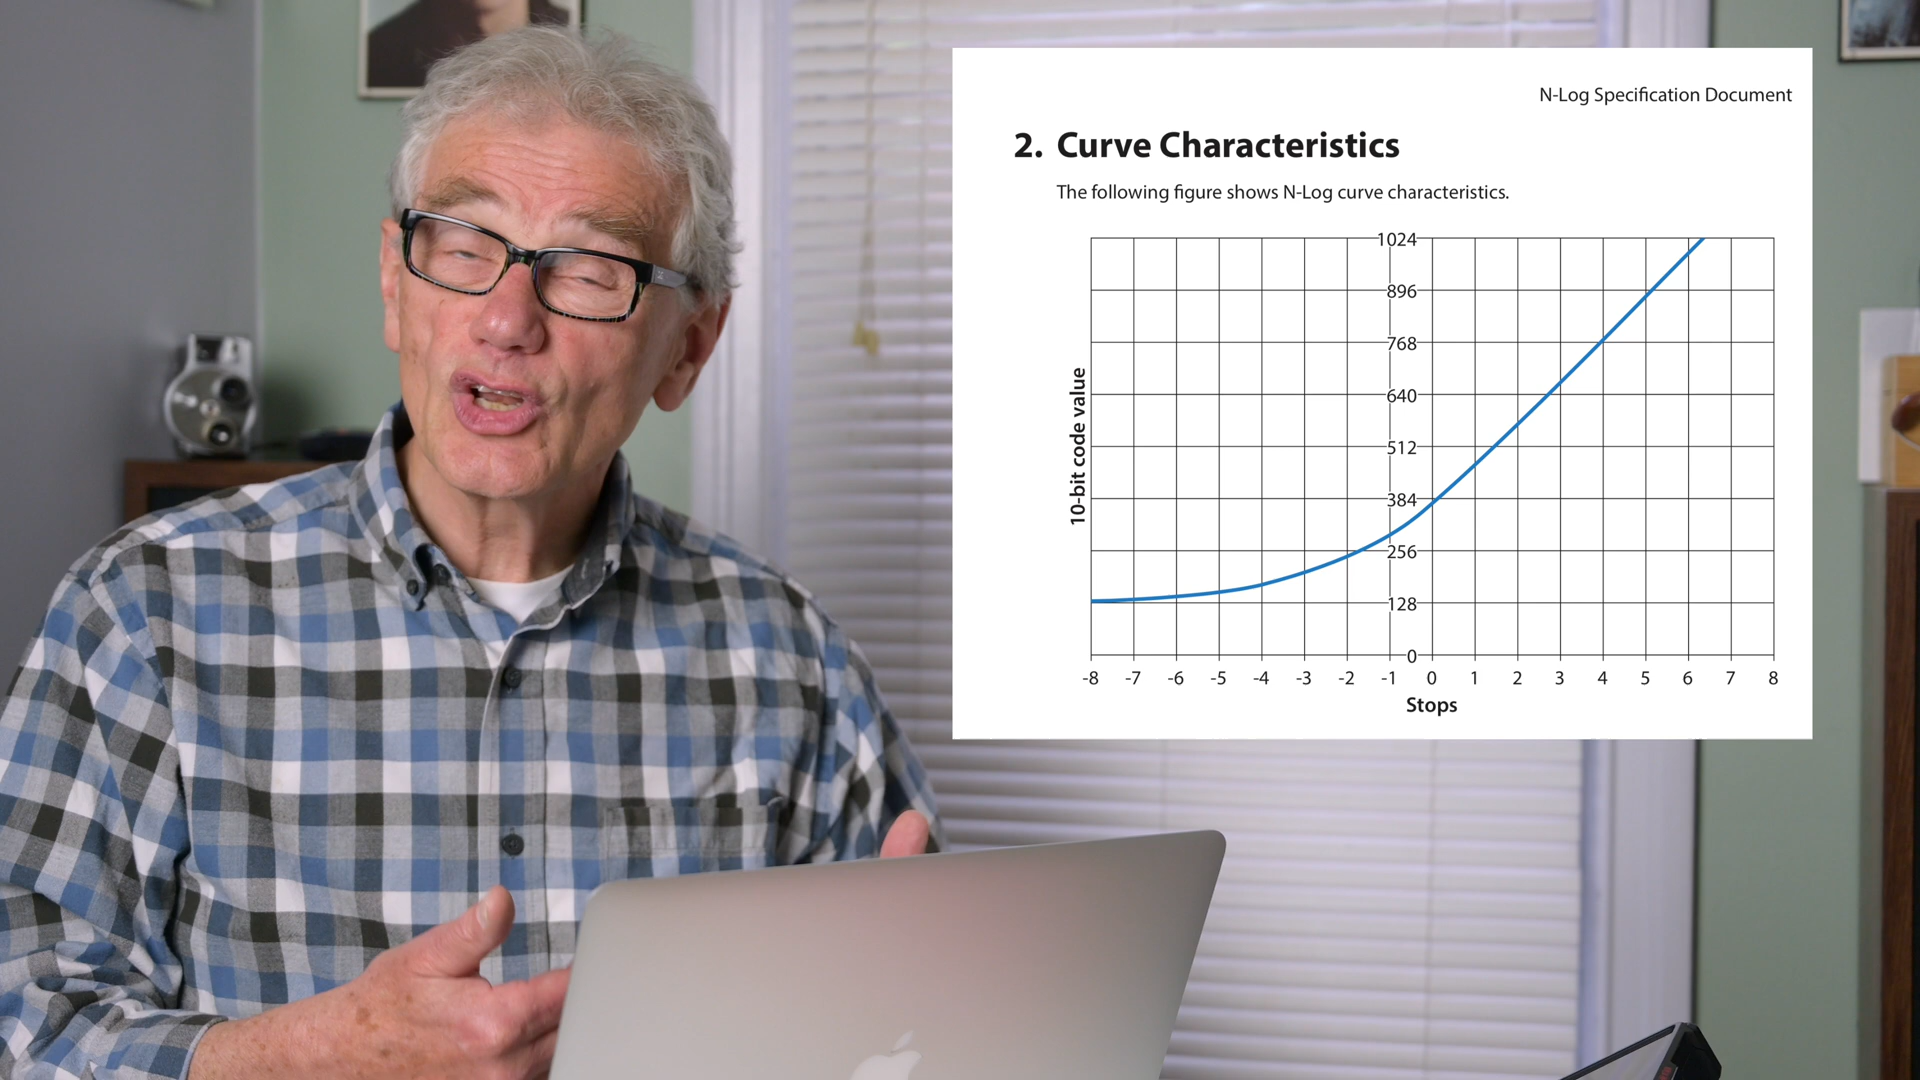 N-Log Specification Document
2. Curve Characteristics
The following figure shows N-Log curve characteristics.
10-bit code value
1024
896
768
640
512
384
256
128
0
-8 -7 -6 -5 -4 -3 -2 -1 0 1 2 3 4 5 6 7 8
Stops